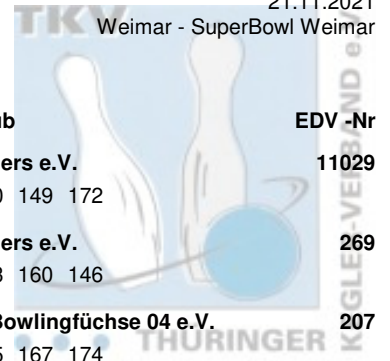 21.11.2021
TKV
Weimar - SuperBowl Weimar
EDV -Nr
ers e.V. 11029
149 172
ers e.V. 269
160 146
Bowlingfüchse 04 e.V. 207
167 174
THÜRINGER
KEGLER-VERBAND e.V.